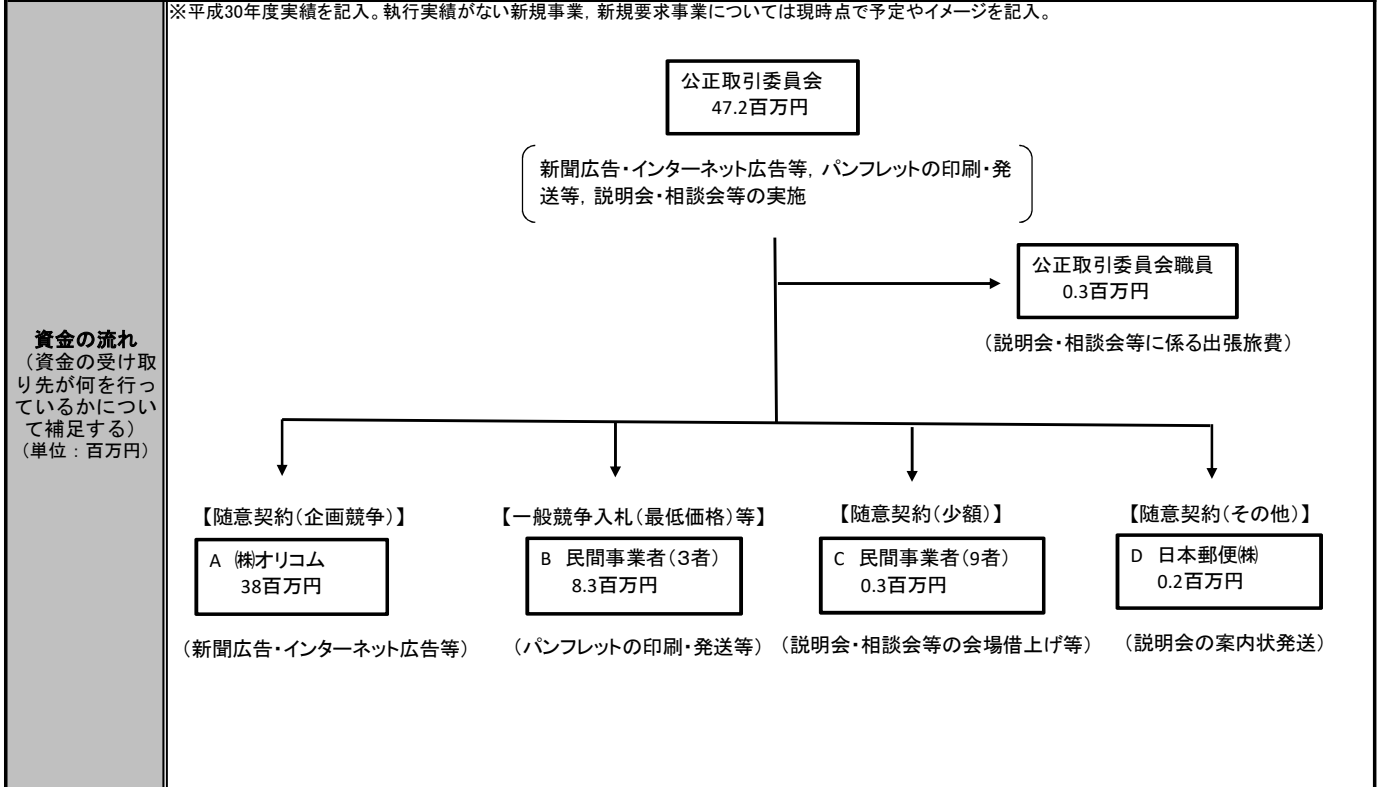 ※平成30年度実績を記入。執行実績がない新規事業，新規要求事業については現時点で予定やイメージを記入。
資金の流れ
（資金の受け取
り先が何を行っ
ているかについ
て補足する）
（単位：百万円）
公正取引委員会
47.2百万円
新聞広告・インターネット広告等，パンフレットの印刷・発
送等，説明会・相談会等の実施
公正取引委員会職員
0.3百万円
（説明会・相談会等に係る出張旅費）
【随意契約（企画競争）】
A ㈱オリコム
38百万円
（新聞広告・インターネット広告等）
【一般競争入札（最低価格）等】
B 民間事業者（３者）
8.3百万円
（パンフレットの印刷・発送等）
【随意契約（少額）】
C 民間事業者（9者）
0.3百万円
（説明会・相談会等の会場借上げ等）
【随意契約（その他）】
D 日本郵便㈱
0.2百万円
（説明会の案内状発送）